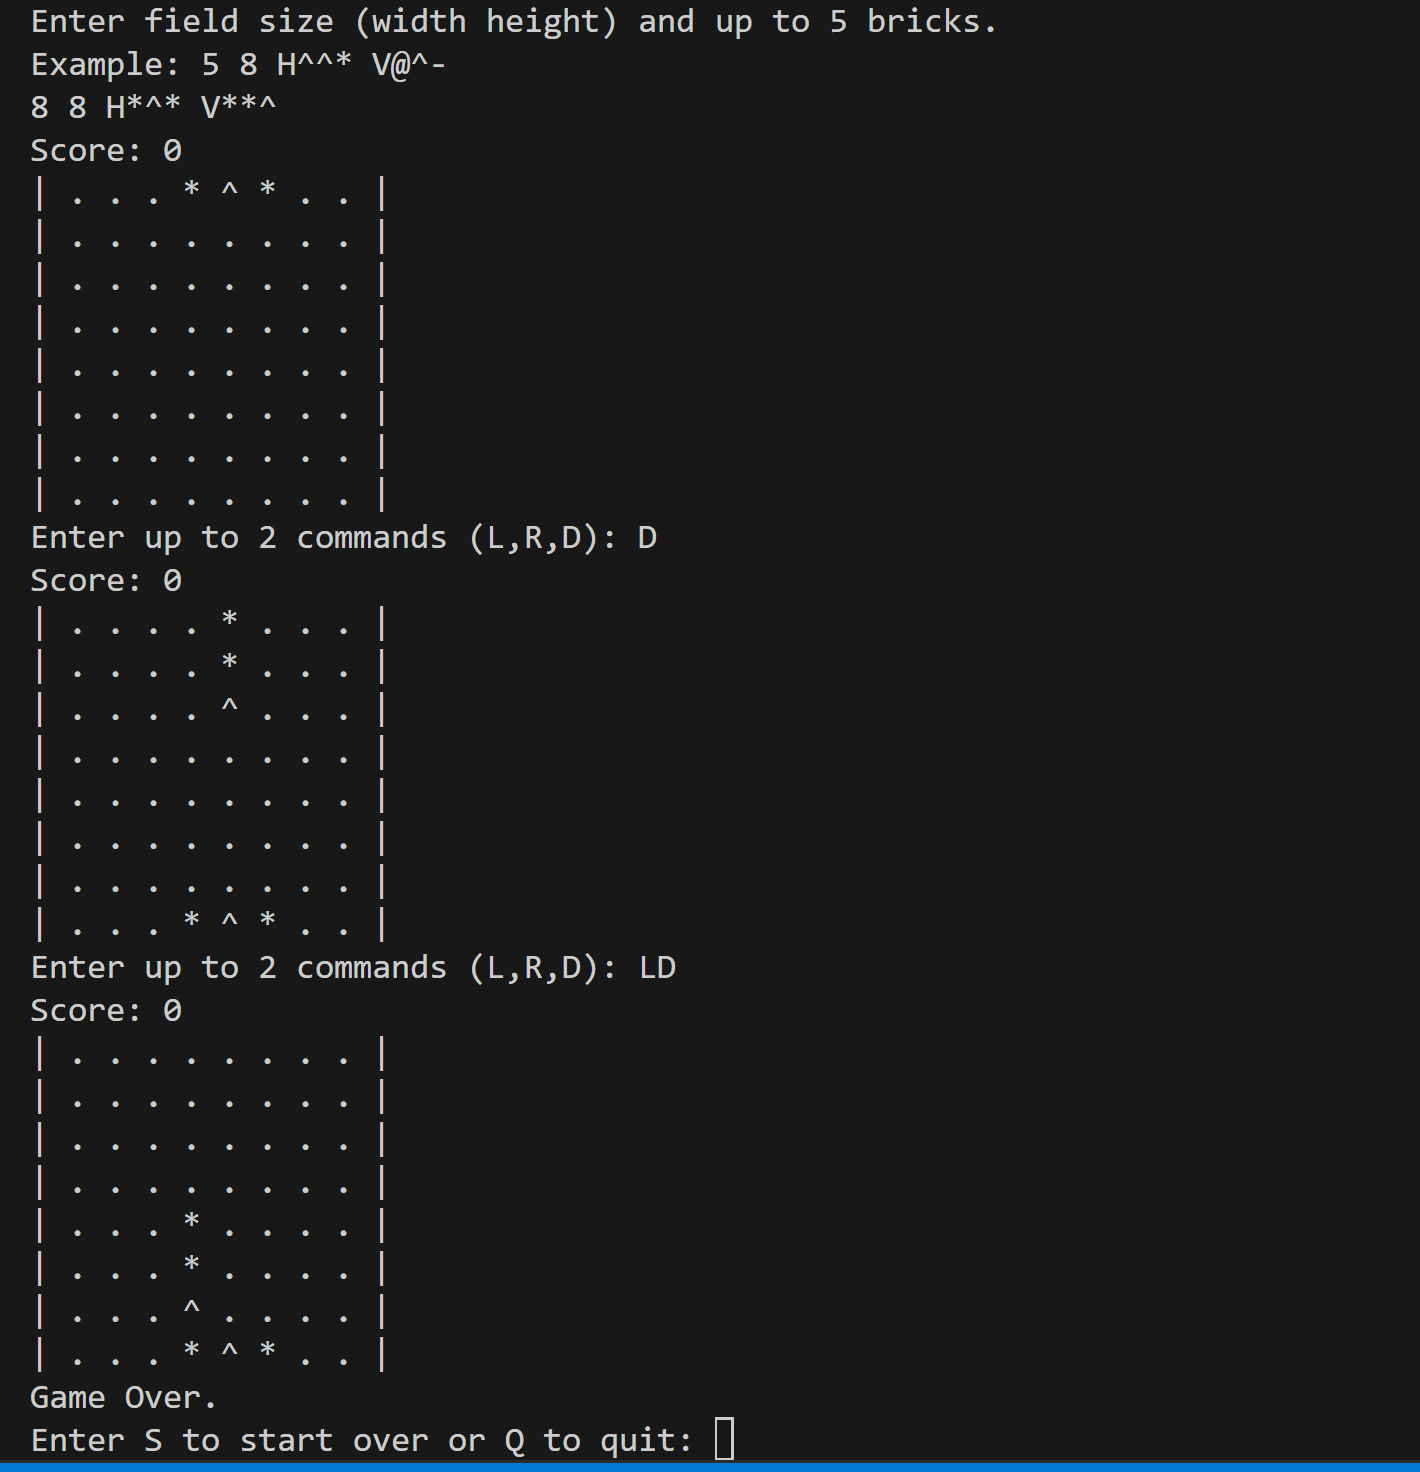 Enter field size (width height) and up to 5 bricks.
Example: 5 8 H^^* V@^-
8 8 H*^* V**^
Score: 0
| . . . * ^ * . . |
| . . . . . . . . |
| . . . . . . . . |
| . . . . . . . . |
| . . . . . . . . |
| . . . . . . . . |
| . . . . . . . . |
| . . . . . . . . |
Enter up to 2 commands (L,R,D): D
Score: 0
| . . . . * . . . |
| . . . . * . . . |
| . . . . ^ . . . |
| . . . . . . . . |
| . . . . . . . . |
| . . . . . . . . |
| . . . . . . . . |
| . . . * ^ * . . |
Enter up to 2 commands (L,R,D): LD
Score: 0
| . . . . . . . . |
| . . . . . . . . |
| . . . . . . . . |
| . . . . . . . . |
| . . . * . . . . |
| . . . * . . . . |
| . . . ^ . . . . |
| . . . * ^ * . . |
Game Over.
Enter S to start over or Q to quit: